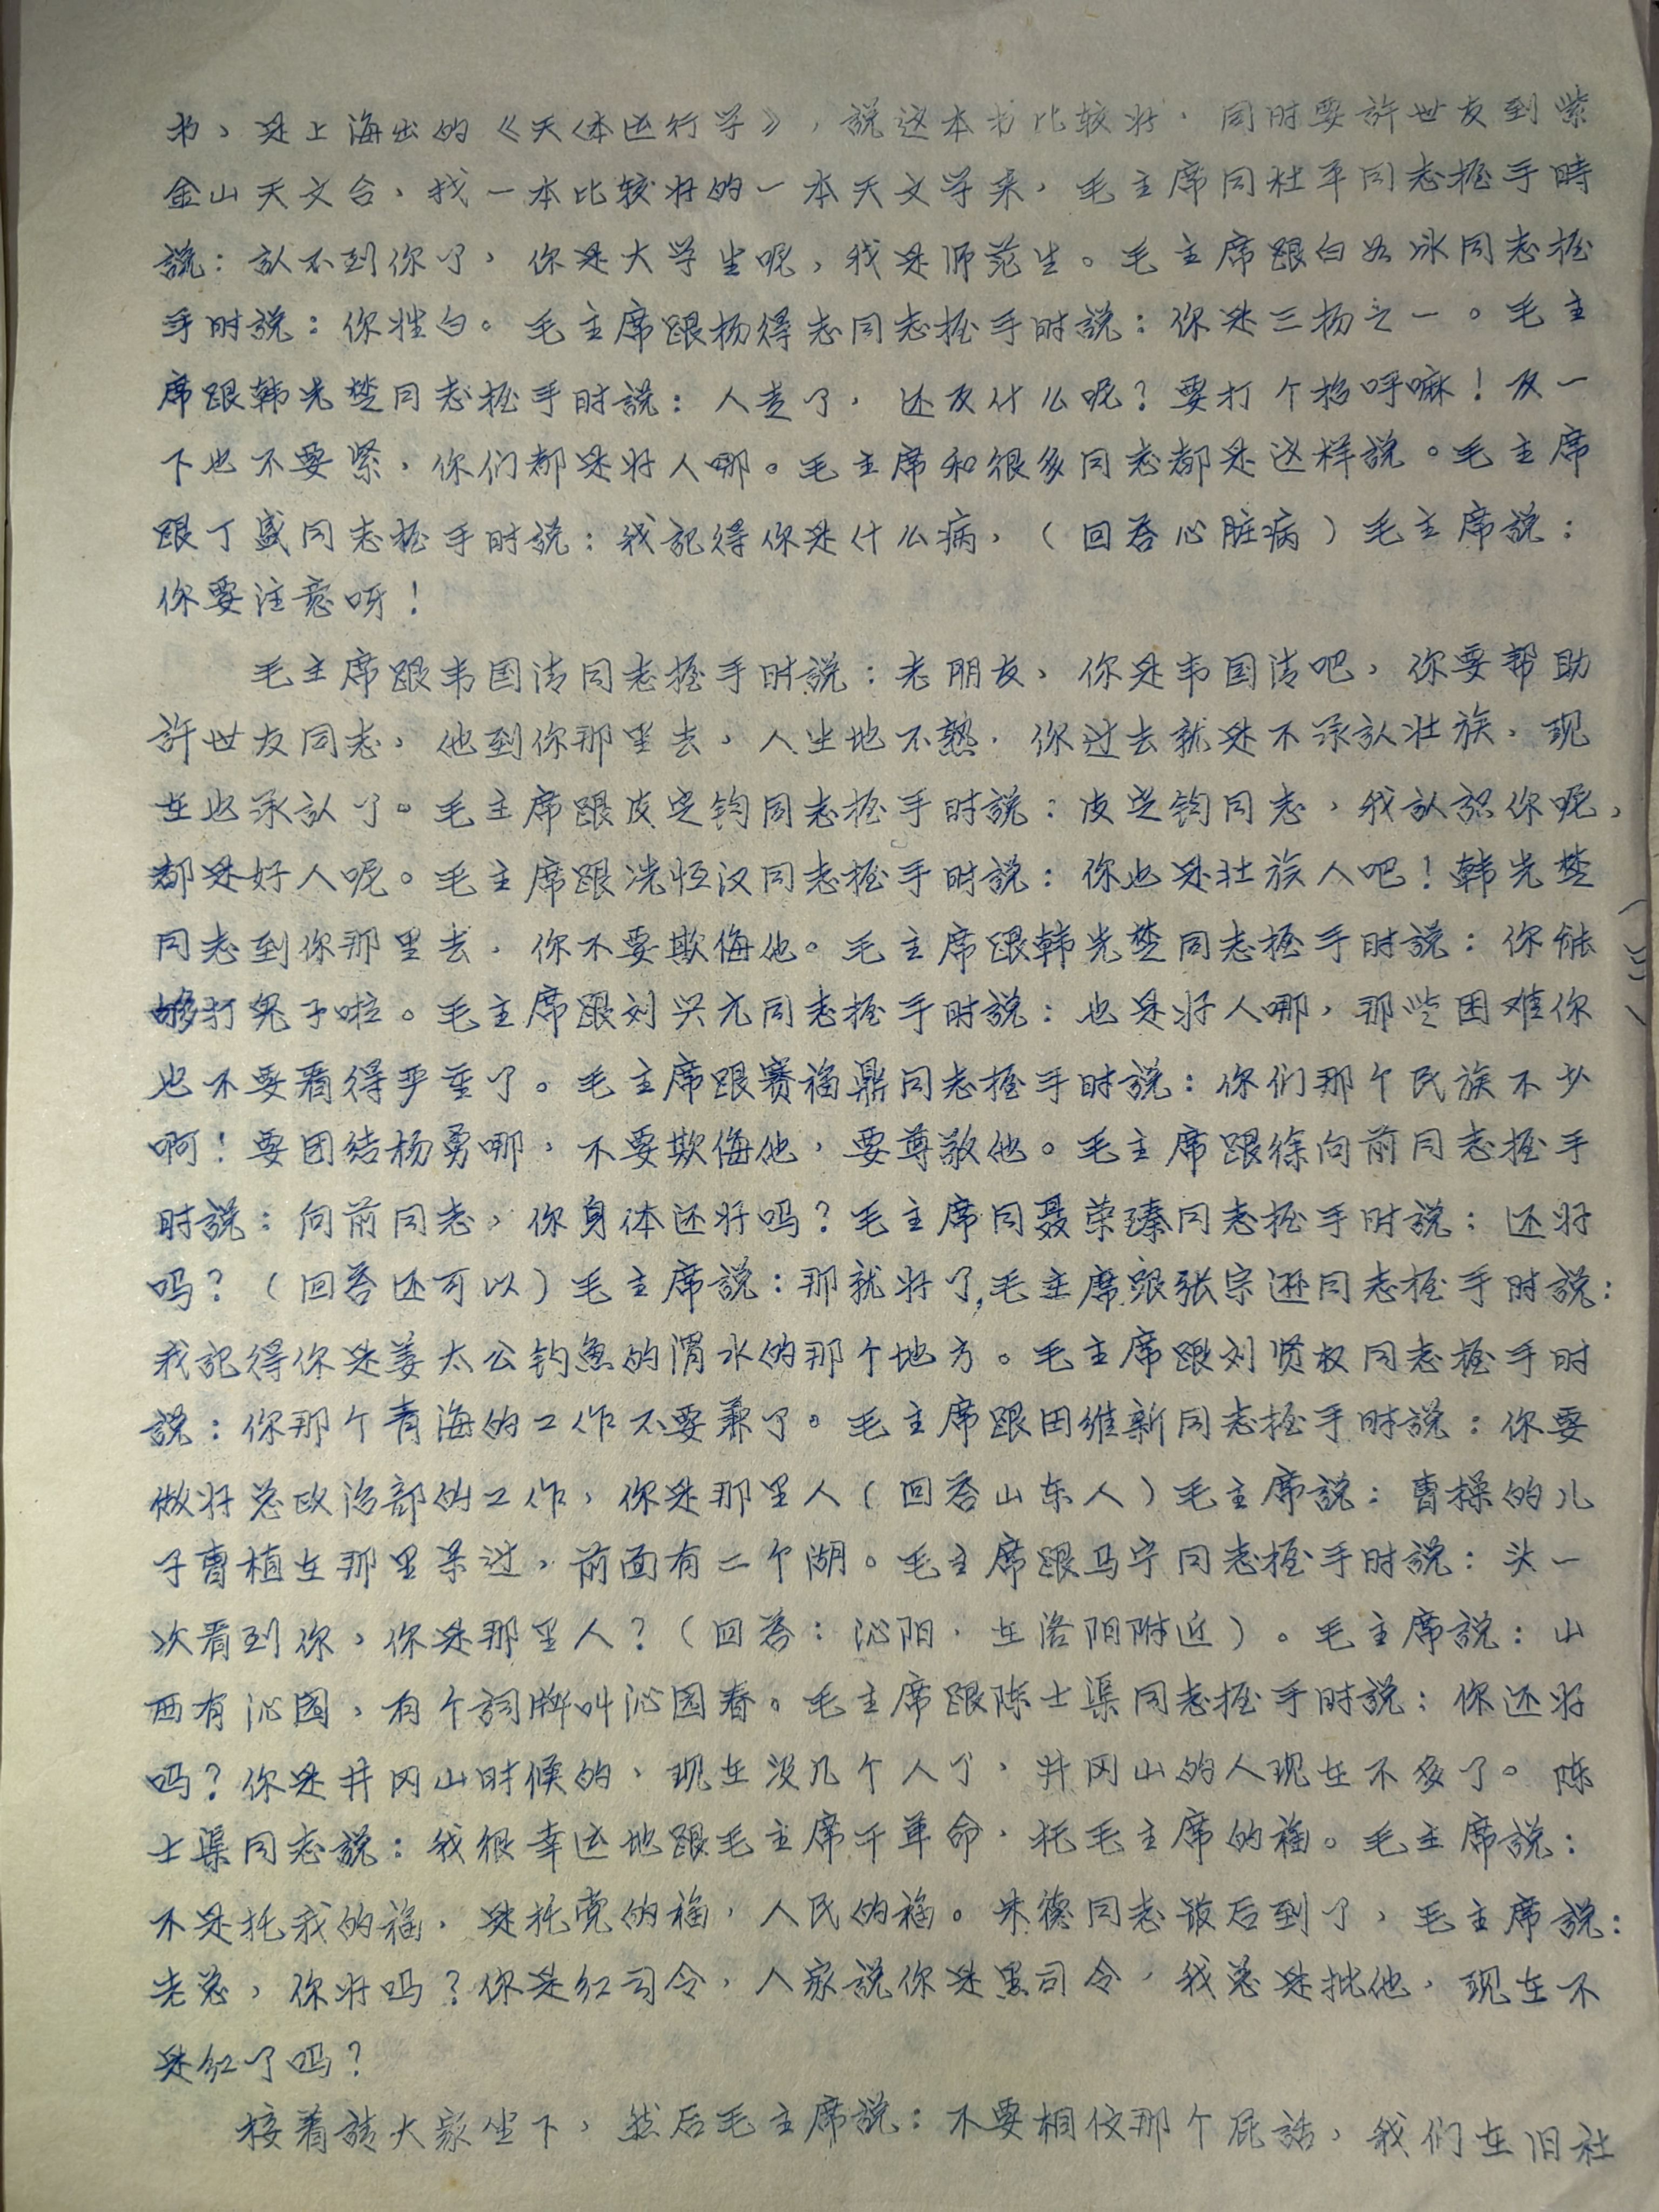 书，是上海出的《天体运行学》，説这本书比较好，同时要許世友到紫
金山天文台，找一本比较好的一本天文学来，毛主席同杜平同志握手時
説：認不到你了，你是大学生呢，我是师范生。毛主席跟白如冰同志握
手时説：你性白。毛主席跟杨得志同志握手时説：你是三扬之一。毛主
席跟韩光楚同志握手时説：人走了，还反什么呢？要打个招呼嘛！反一
下也不要紧，你们都是好人哪。毛主席和很多同志都是这样説。毛主席
跟丁盛同志握手时説：我記得你是什么病，（回答心脏病）毛主席説：
你要注意呀！
毛主席跟韦国清同志握手时説：老朋友，你是韦国清吧，你要帮助
許世友同志，他到你那里去，人生地不熟，你过去就是不承认壮族，现
在也承认了。毛主席跟皮定钧同志握手时説：皮定钧同志，我认識你呢，
都是好人呢。毛主席跟冼恒汉同志握手时説：你也是壮族人吧！韩光楚
同志到你那里去，你不要欺侮他。毛主席跟韩光楚同志握手时説：你能
够打兔子啦。毛主席跟刘兴元同志握手时説：也是好人哪，那些困难你
也不要看得严重了。毛主席跟赛福鼎同志握手时説：你们那个民族不少
啊！要团结杨勇哪，不要欺侮他，要尊敬他。毛主席跟徐向前同志握手
时説：向前同志，你身体还好吗？毛主席同聂荣臻同志握手时説：还好
吗？（回答还可以）毛主席説：那就好了，毛主席跟张宗逊同志握手时説：
我記得你是姜太公钓鱼的渭水的那个地方。毛主席跟刘贤权同志握手时
説：你那个青海的工作不要兼了。毛主席跟田维新同志握手时説：你要
做好总政治部的工作，你是那里人（回答山东人）毛主席説：曹操的儿
子曹植在那里呆过，前面有二个湖。毛主席跟马宁同志握手时説：头一
次看到你，你是那里人？（回答：沁阳，在洛阳附近）。毛主席説：山
西有沁园，有个詞牌叫沁园春。毛主席跟陈士渠同志握手时説：你还好
吗？你是井冈山时候的，现在没几个人了，井冈山的人现在不多了。陈
士渠同志説：我很幸运地跟毛主席干革命，托毛主席的福。毛主席説：
不是托我的福，是托党的福，人民的福。朱德同志最后到了，毛主席説：
老总，你好吗？你是红司令，人家説你是黑司令，我总是批他，现在不
是红了吗？
接着請大家坐下，然后毛主席説：不要相仪那个屁話，我们在旧社